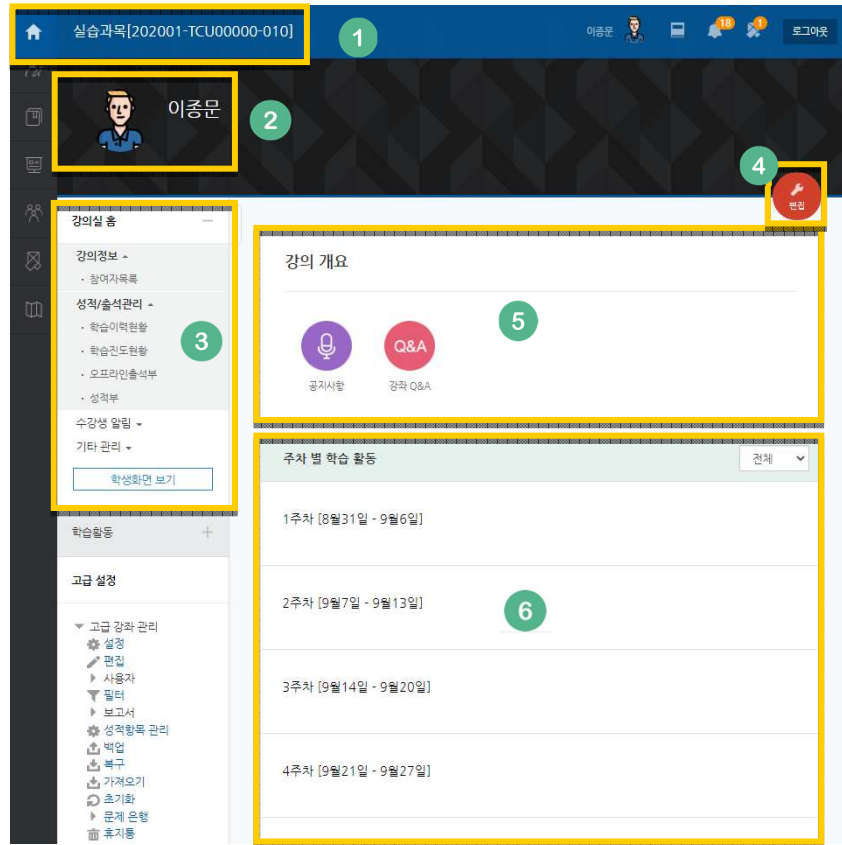 실습과목[202001-TCU00000-010]
1
이종문
18
1
로그아웃
이종문
2
4
편집
강의실 홈
강의정보
· 참여자목록
성적/출석관리
· 학습이력현황
· 학습진도현황
· 오프라인출석부
· 성적부
수강생 알림
기타 관리
학생화면 보기
3
학습활동
고급 설정
고급 강좌 관리
설정
편집
사용자
필터
보고서
성적항목 관리
백업
복구
가져오기
초기화
문제 은행
휴지통
강의 개요
5
Q&A
공지사항
강좌 Q&A
주차 별 학습 활동
전체
1주차 [8월31일 - 9월6일]
2주차 [9월7일 - 9월13일]
6
3주차 [9월14일 - 9월20일]
4주차 [9월21일 - 9월27일]